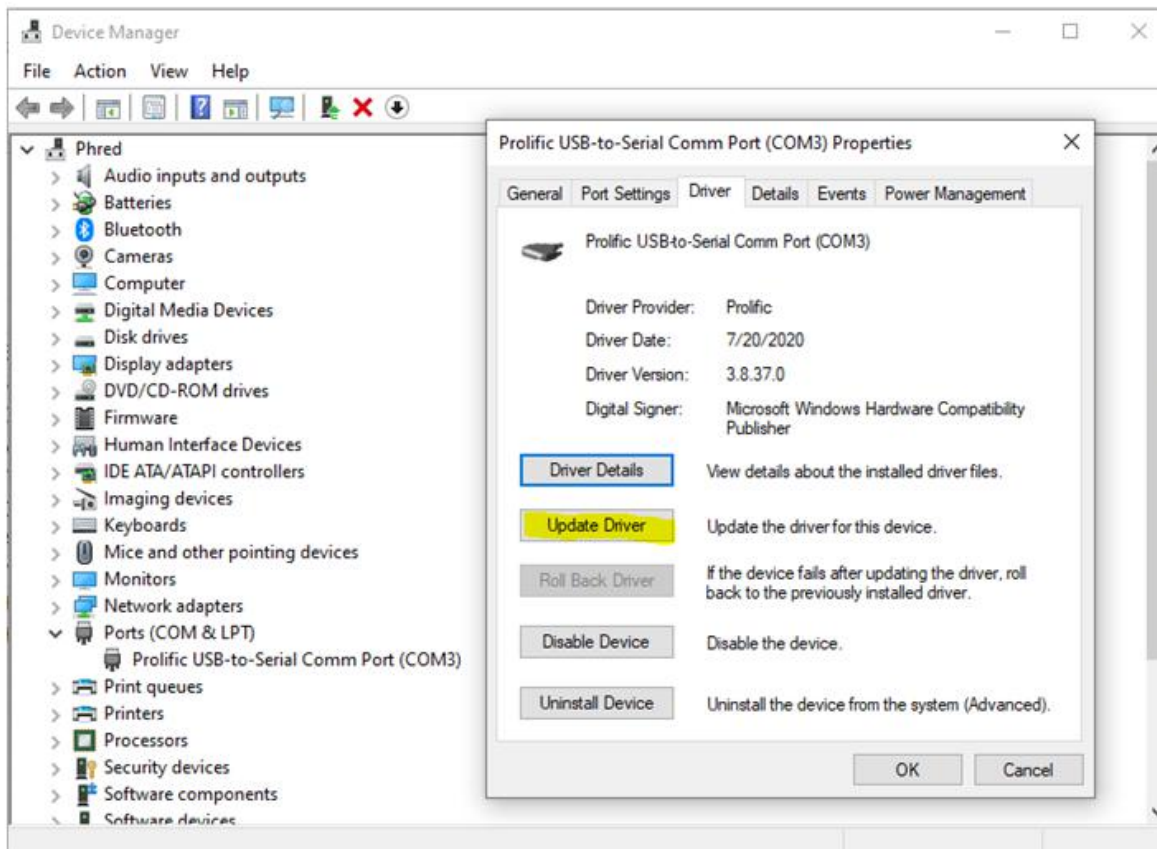 Device Manager
File Action View Help
Phred
Audio inputs and outputs
Batteries
Bluetooth
Cameras
Computer
Digital Media Devices
Disk drives
Display adapters
DVD/CD-ROM drives
Firmware
Human Interface Devices
IDE ATA/ATAPI controllers
Imaging devices
Keyboards
Mice and other pointing devices
Monitors
Network adapters
Ports (COM & LPT)
Prolific USB-to-Serial Comm Port (COM3)
Print queues
Printers
Processors
Security devices
Software components
Software devices
Prolific USB-to-Serial Comm Port (COM3) Properties
General Port Settings Driver Details Events Power Management
Prolific USB-to-Serial Comm Port (COM3)
Driver Provider: Prolific
Driver Date: 7/20/2020
Driver Version: 3.8.37.0
Digital Signer: Microsoft Windows Hardware Compatibility
Publisher
Driver Details View details about the installed driver files.
Update Driver Update the driver for this device.
Roll Back Driver If the device fails after updating the driver, roll
back to the previously installed driver.
Disable Device Disable the device.
Uninstall Device Uninstall the device from the system (Advanced).
OK Cancel